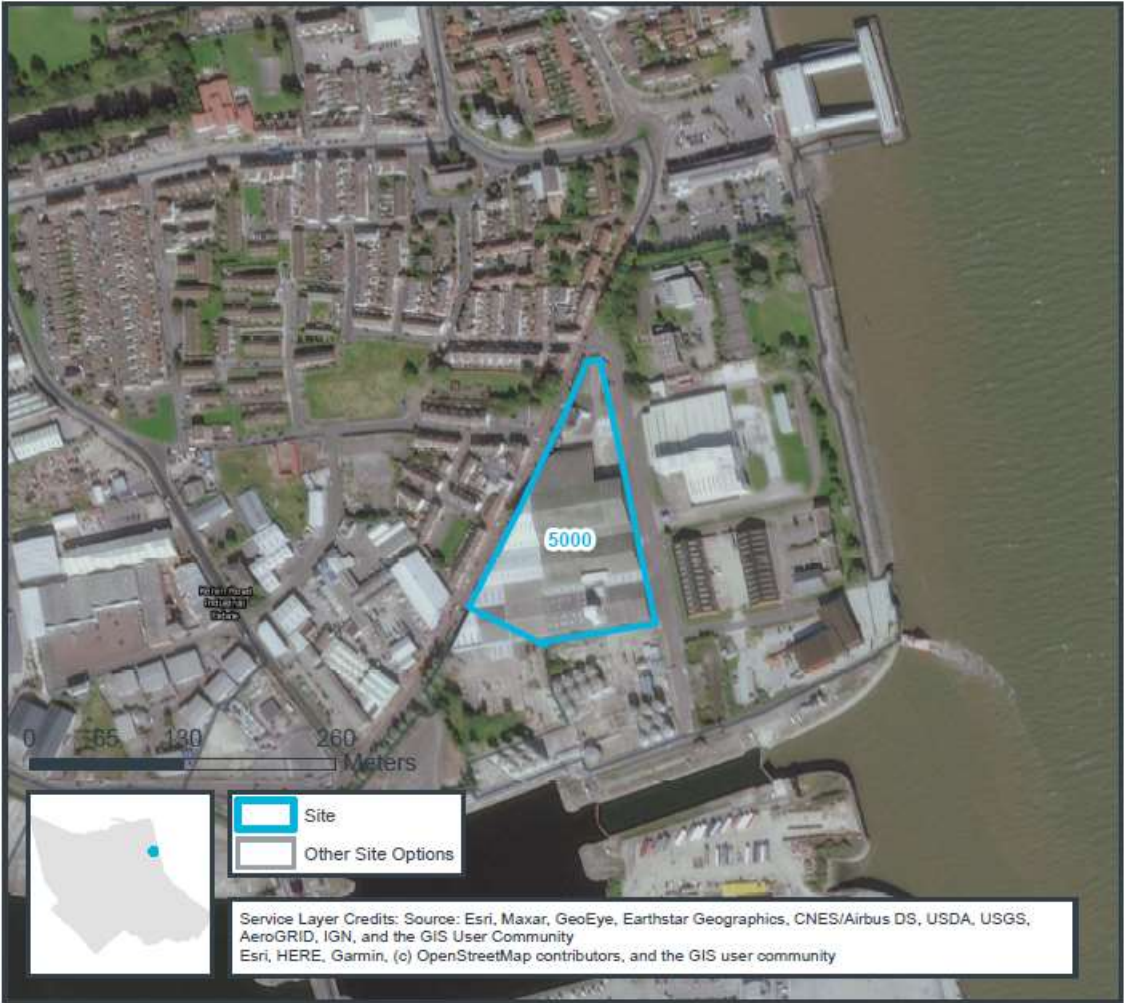 5000
Industrial
Estate
0 65 130 260
Meters
Site
Other Site Options
Service Layer Credits: Source: Esri, Maxar, GeoEye, Earthstar Geographics, CNES/Airbus DS, USDA, USGS,
AeroGRID, IGN, and the GIS User Community
Esri, HERE, Garmin, (c) OpenStreetMap contributors, and the GIS user community